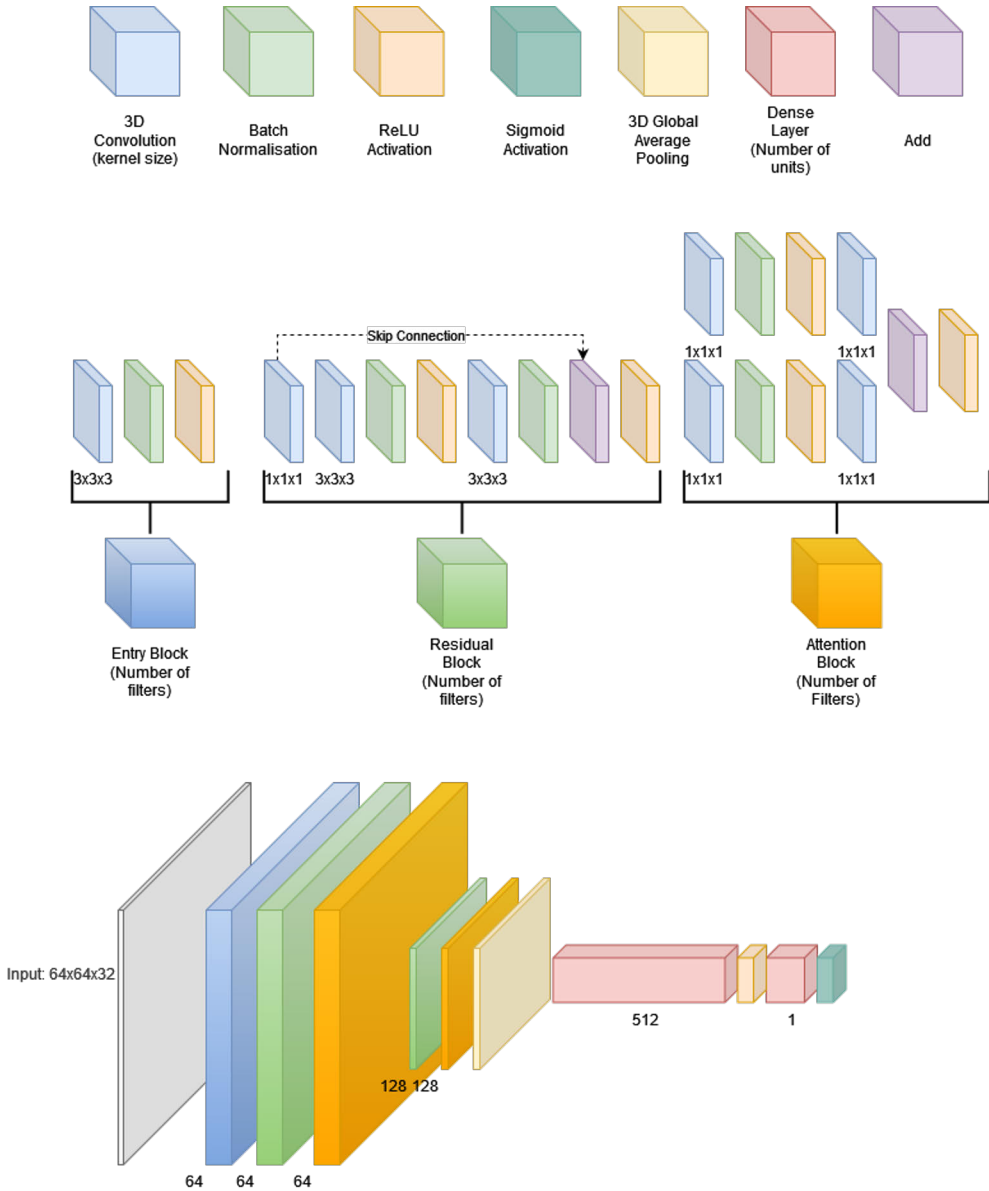 3D
Convolution
(kernel size)
Batch
Normalisation
ReLU
Activation
Sigmoid
Activation
3D Global
Average
Pooling
Dense
Layer
(Number of
units)
Add
Skip Connection
1x1x1
1x1x1
3x3x3
1x1x1
3x3x3
3x3x3
1x1x1
1x1x1
Entry Block
(Number of
filters)
Residual
Block
(Number of
filters)
Attention
Block
(Number of
Filters)
Input: 64x64x32
512
1
128 128
64
64
64